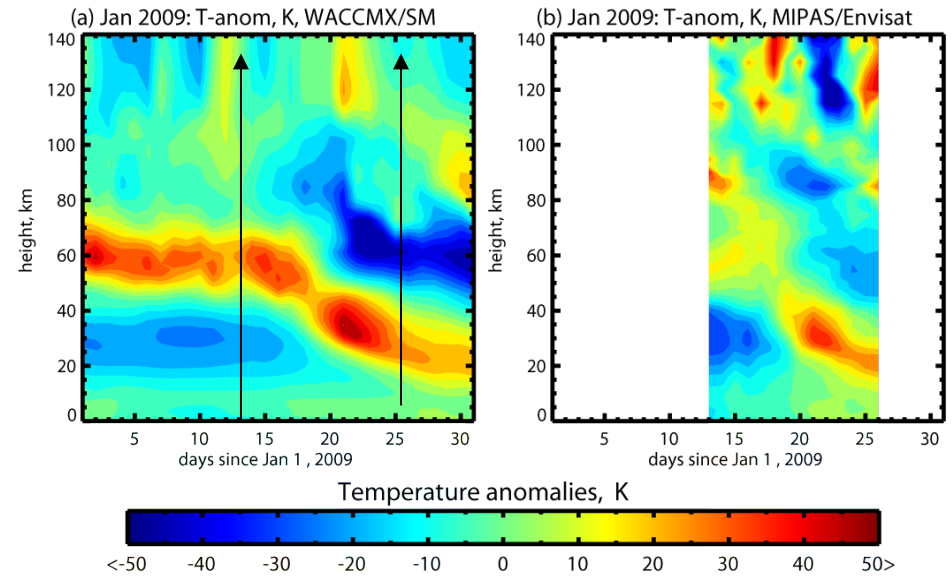 (a) Jan 2009: T-anom, K, WACCMX/SM
(b) Jan 2009: T-anom, K, MIPAS/Envisat
140
120
100
80
60
40
20
0
height, km
5 10 15 20 25 30
days since Jan 1 , 2009
140
120
100
80
60
40
20
0
height, km
5 10 15 20 25 30
days since Jan 1 , 2009
Temperature anomalies, K
<-50 -40 -30 -20 -10 0 10 20 30 40 50>